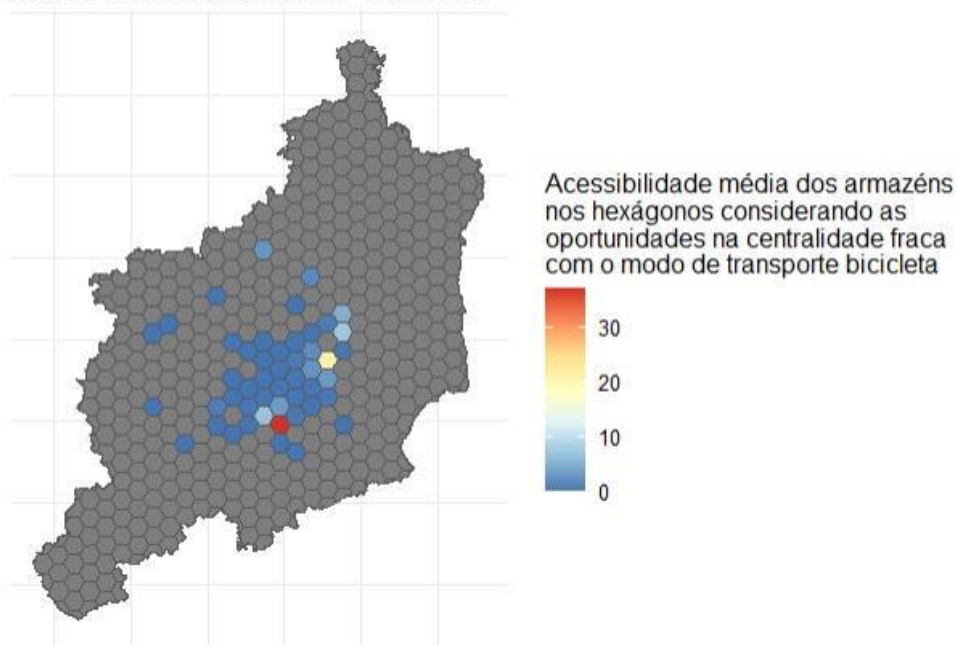 Acessibilidade média dos armazéns
nos hexágonos considerando as
oportunidades na centralidade fraca
com o modo de transporte bicicleta
30
20
10
0